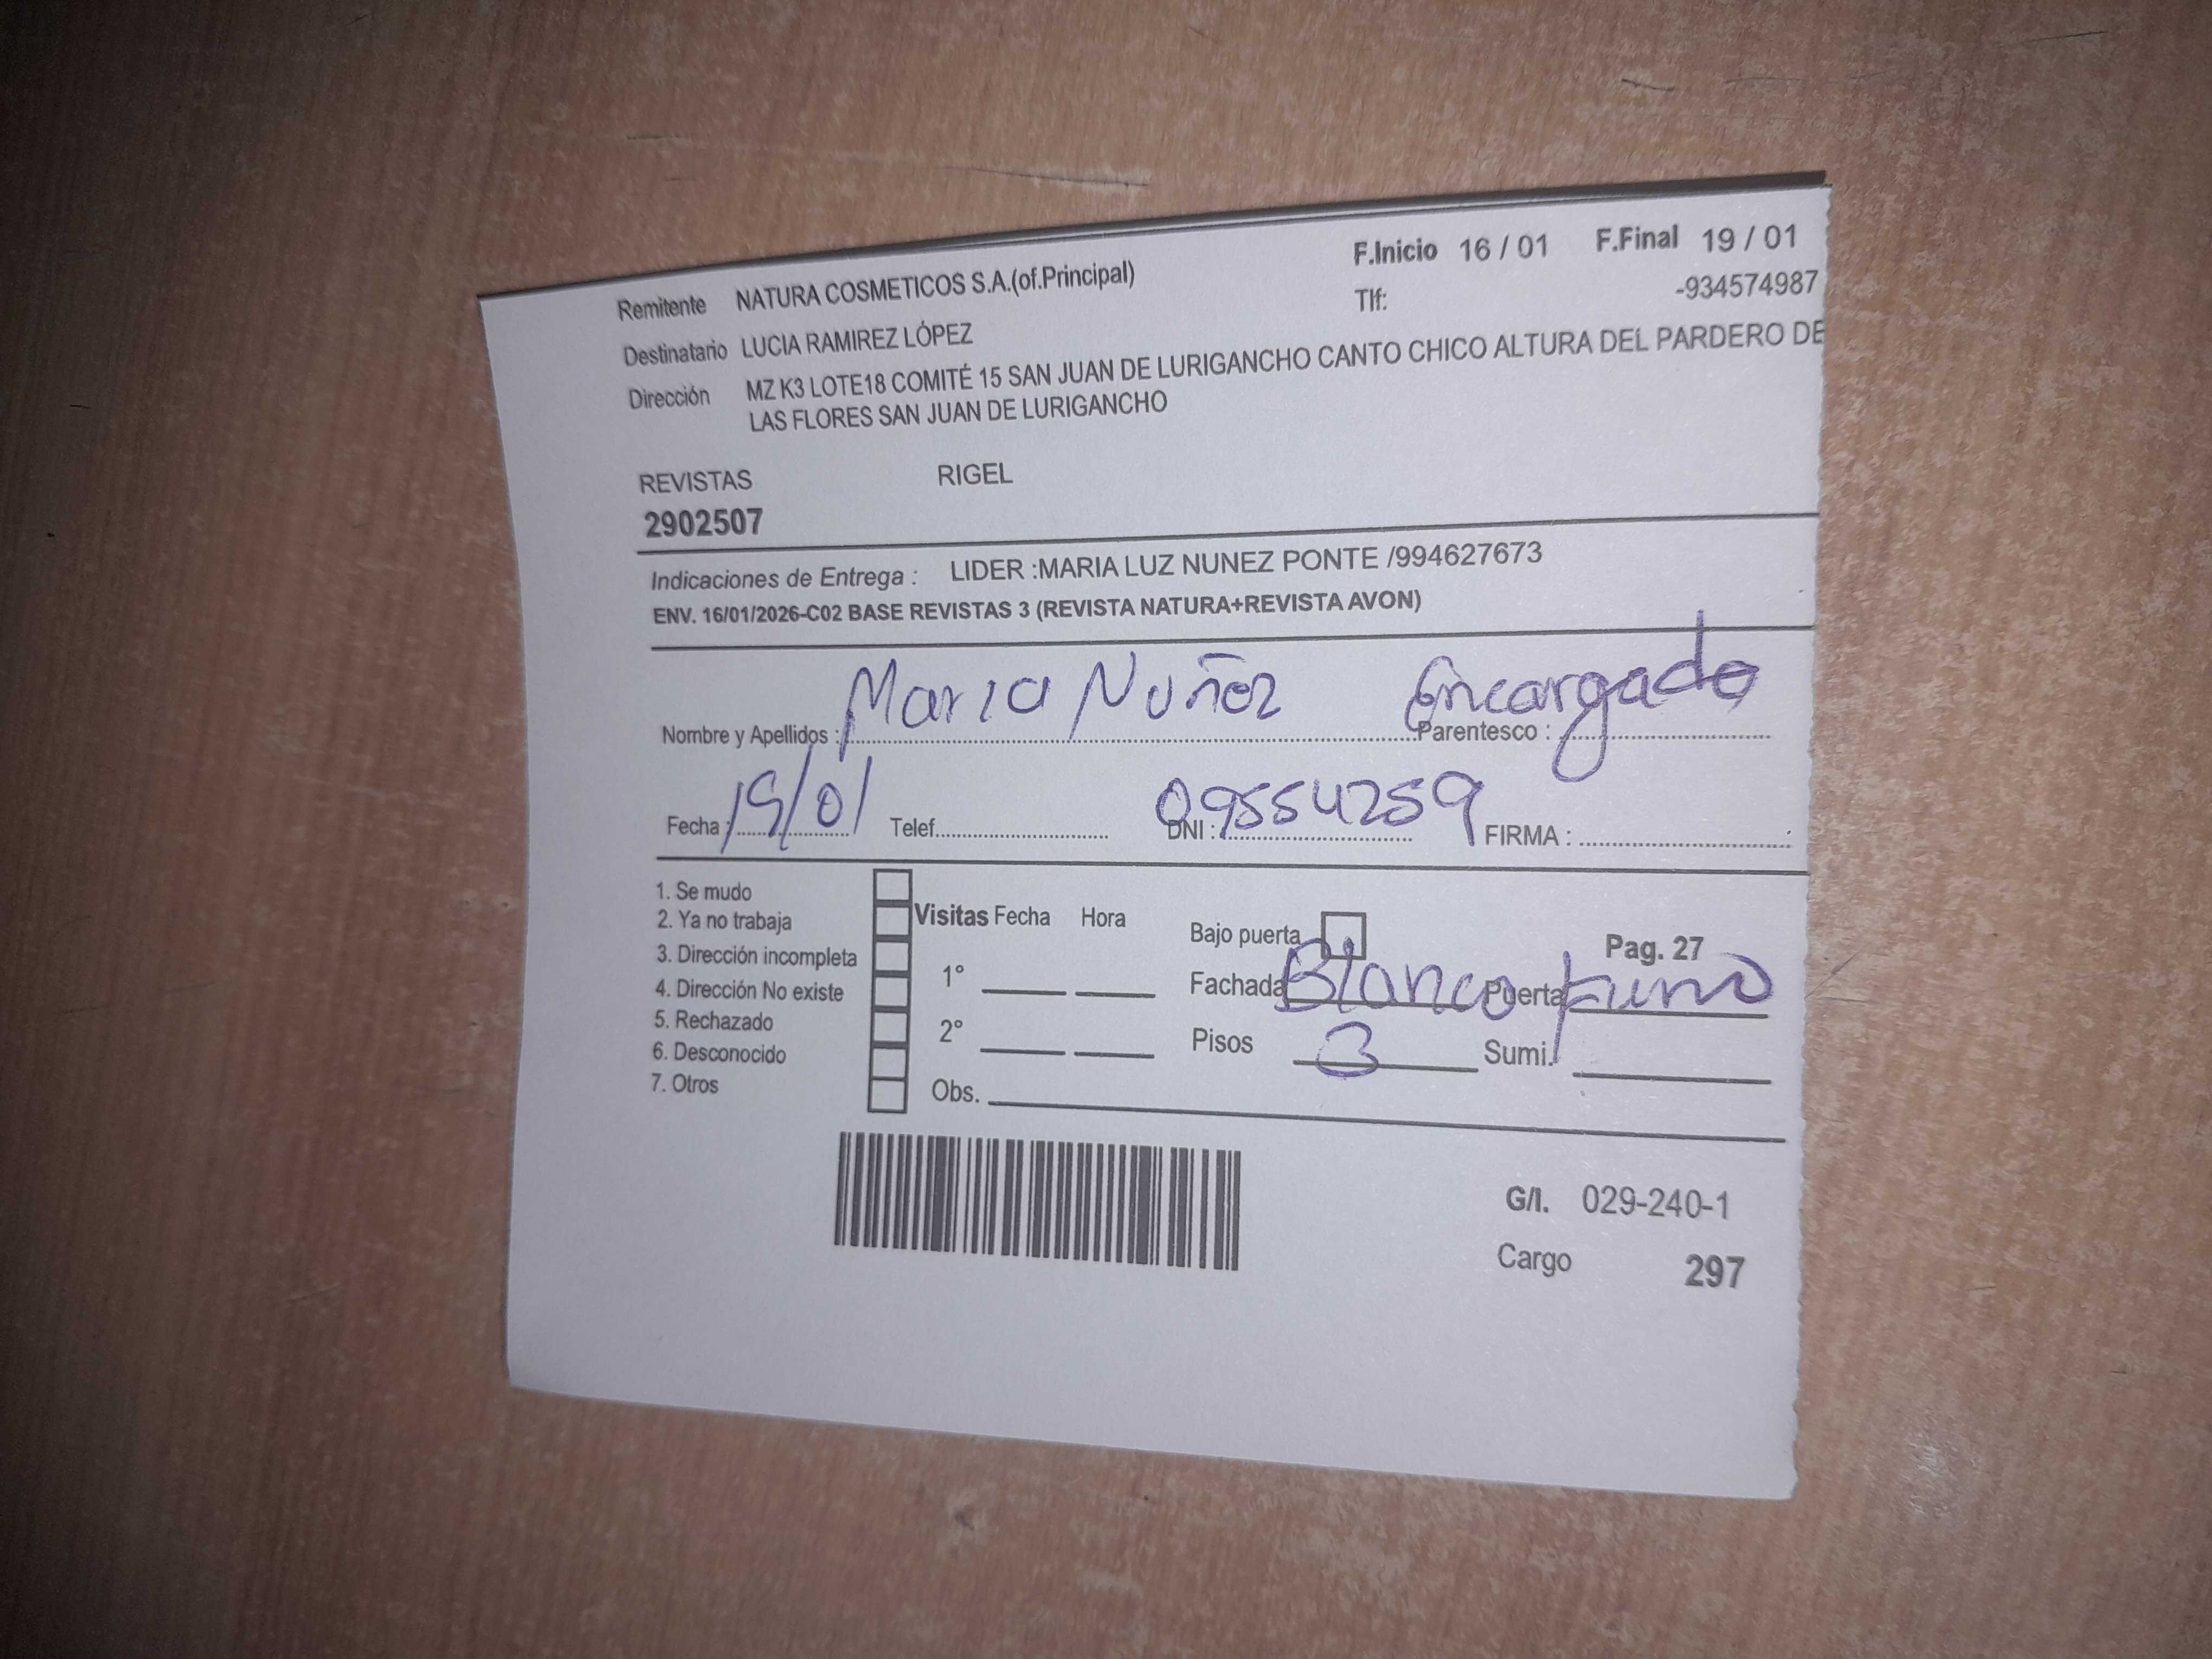 F.Inicio 16 / 01 F.Final 19 / 01
Remitente NATURA COSMETICOS S.A.(of.Principal)
Tlf: -934574987
Destinatario LUCIA RAMIREZ LÓPEZ
Dirección MZ K3 LOTE18 COMITÉ 15 SAN JUAN DE LURIGANCHO CANTO CHICO ALTURA DEL PARDERO DE
LAS FLORES SAN JUAN DE LURIGANCHO
REVISTAS RIGEL
2902507
Indicaciones de Entrega : LIDER :MARIA LUZ NUNEZ PONTE /994627673
ENV. 16/01/2026-C02 BASE REVISTAS 3 (REVISTA NATURA+REVISTA AVON)
Nombre y Apellidos : Maria Nuñez Parentesco : Encargado
Fecha : 19/01 Telef. DNI : 09554259 FIRMA :
1. Se mudo
2. Ya no trabaja
3. Dirección incompleta
4. Dirección No existe
5. Rechazado
6. Desconocido
7. Otros
Visitas Fecha Hora
1°
2°
Obs.
Bajo puerta Pag. 27
Fachada Blanco Puerta
Pisos 3 Sumi.
G/I. 029-240-1
Cargo 297